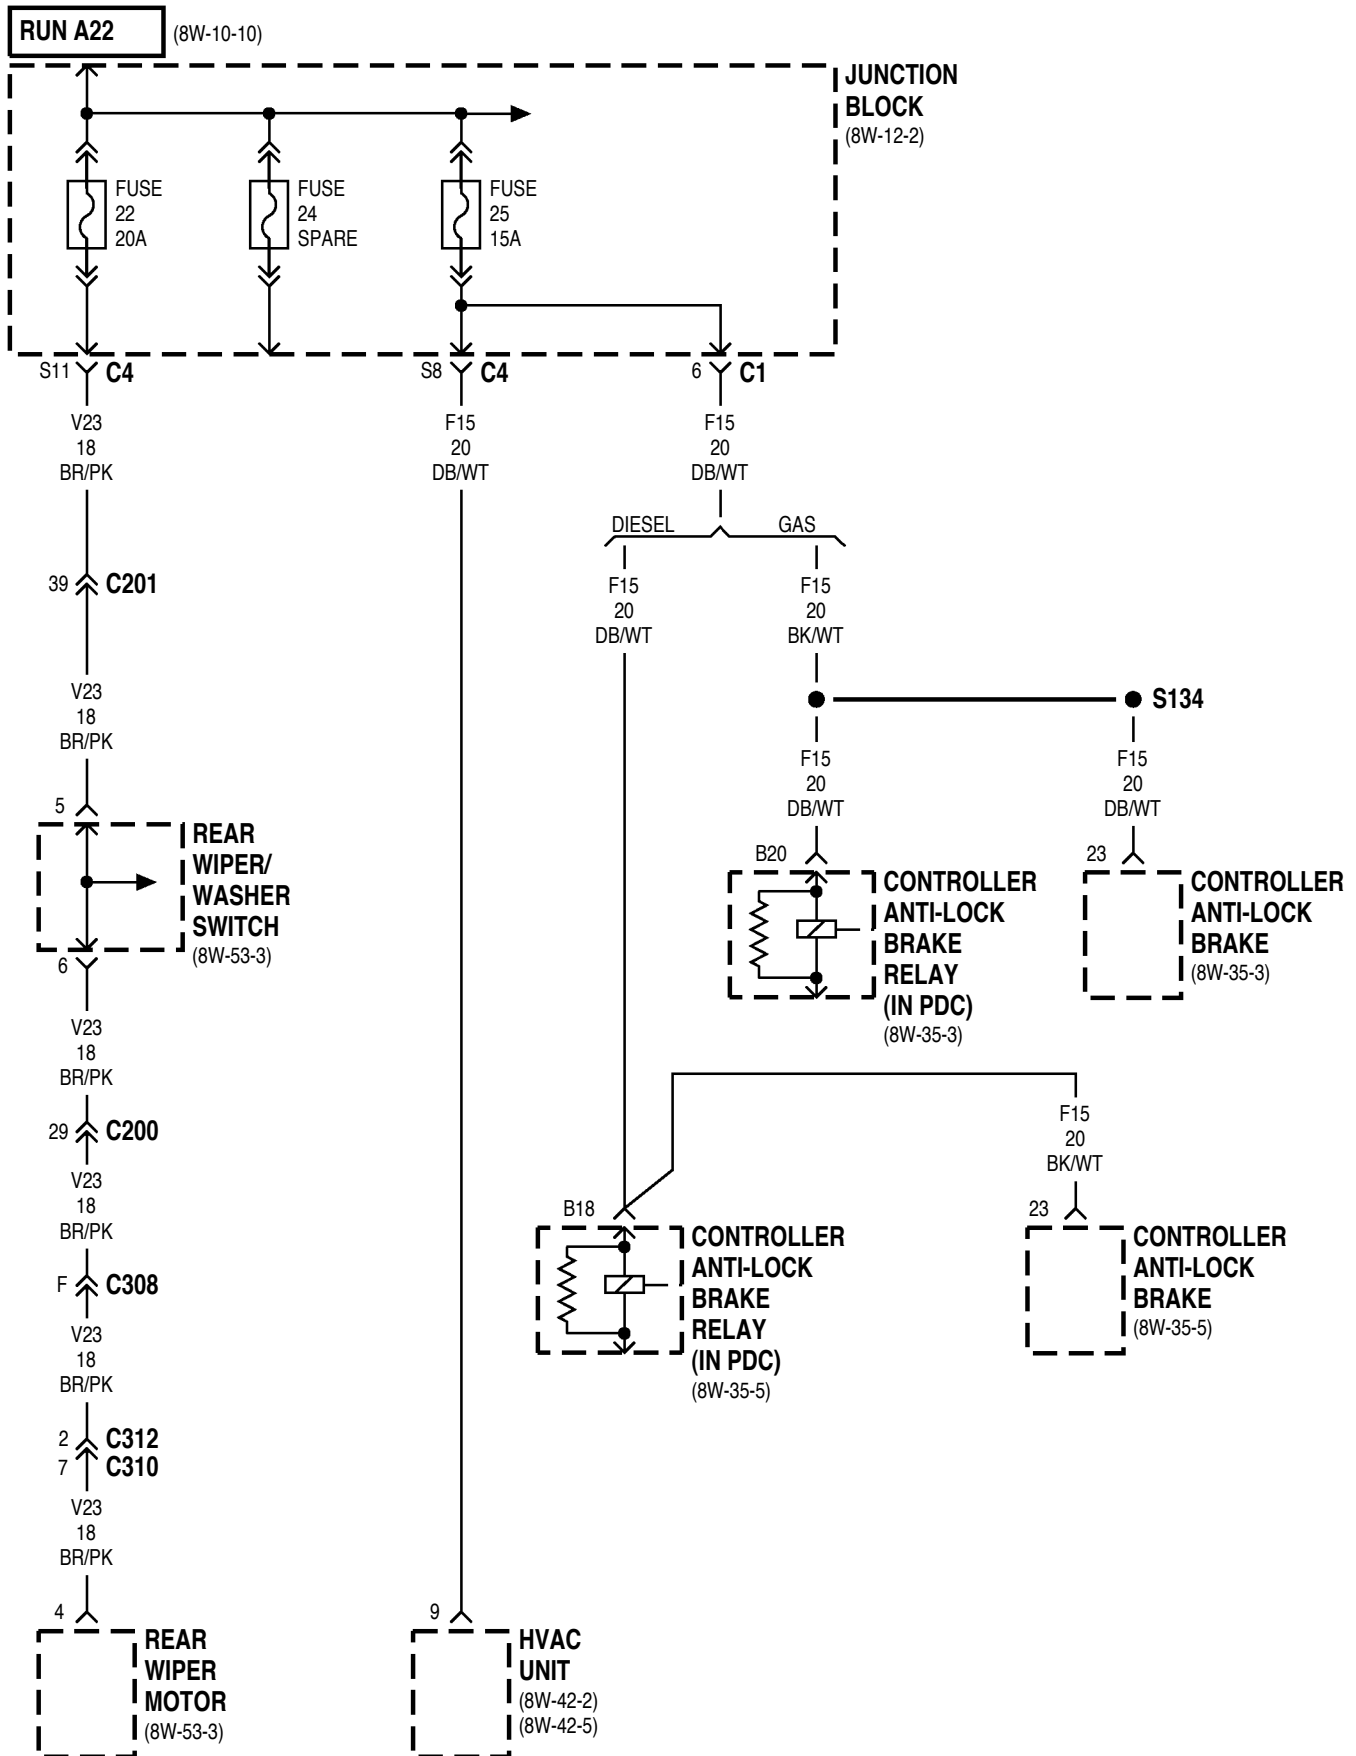 RUN A22 (8W-10-10)
JUNCTION
BLOCK
(8W-12-2)
FUSE
22
20A
FUSE
24
SPARE
FUSE
25
15A
S11 C4
S8 C4
6 C1
V23
18
BR/PK
F15
20
DB/WT
F15
20
DB/WT
DIESEL GAS
39 C201
F15
20
DB/WT
F15
20
BK/WT
V23
18
BR/PK
S134
F15
20
DB/WT
F15
20
DB/WT
5
REAR
WIPER/
WASHER
SWITCH
(8W-53-3)
6
B20
CONTROLLER
ANTI-LOCK
BRAKE
RELAY
(IN PDC)
(8W-35-3)
23
CONTROLLER
ANTI-LOCK
BRAKE
(8W-35-3)
V23
18
BR/PK
29 C200
F15
20
BK/WT
V23
18
BR/PK
B18
CONTROLLER
ANTI-LOCK
BRAKE
RELAY
(IN PDC)
(8W-35-5)
23
CONTROLLER
ANTI-LOCK
BRAKE
(8W-35-5)
F C308
V23
18
BR/PK
2 C312
7 C310
V23
18
BR/PK
4
REAR
WIPER
MOTOR
(8W-53-3)
9
HVAC
UNIT
(8W-42-2)
(8W-42-5)